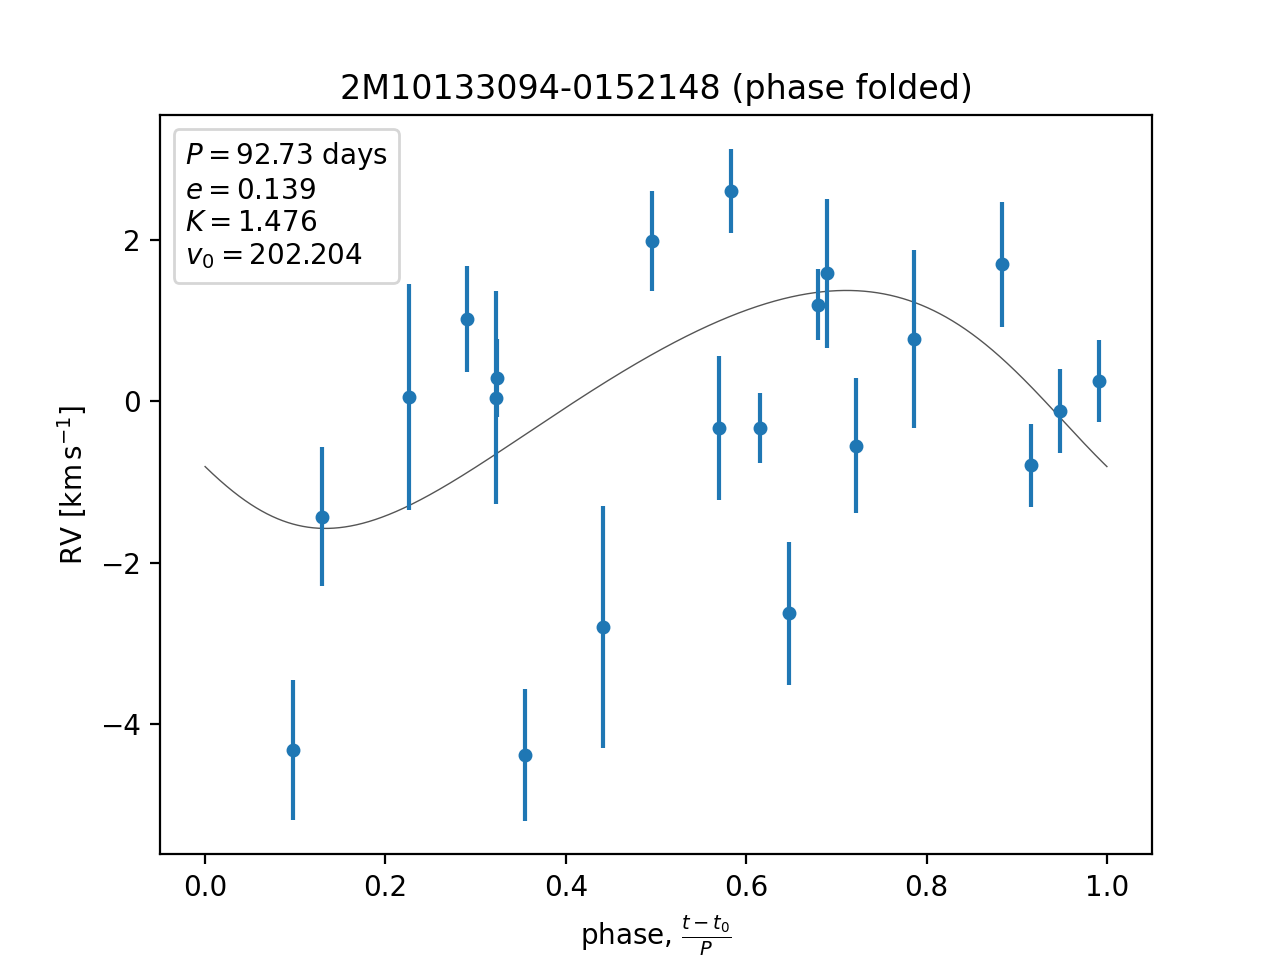 2M10133094-0152148 (phase folded)
P = 92.73 days
e = 0.139
K = 1.476
v₀ = 202.204
RV [km s⁻¹]
2
0
−2
−4
0.0 0.2 0.4 0.6 0.8 1.0
phase, (t − t₀)/P